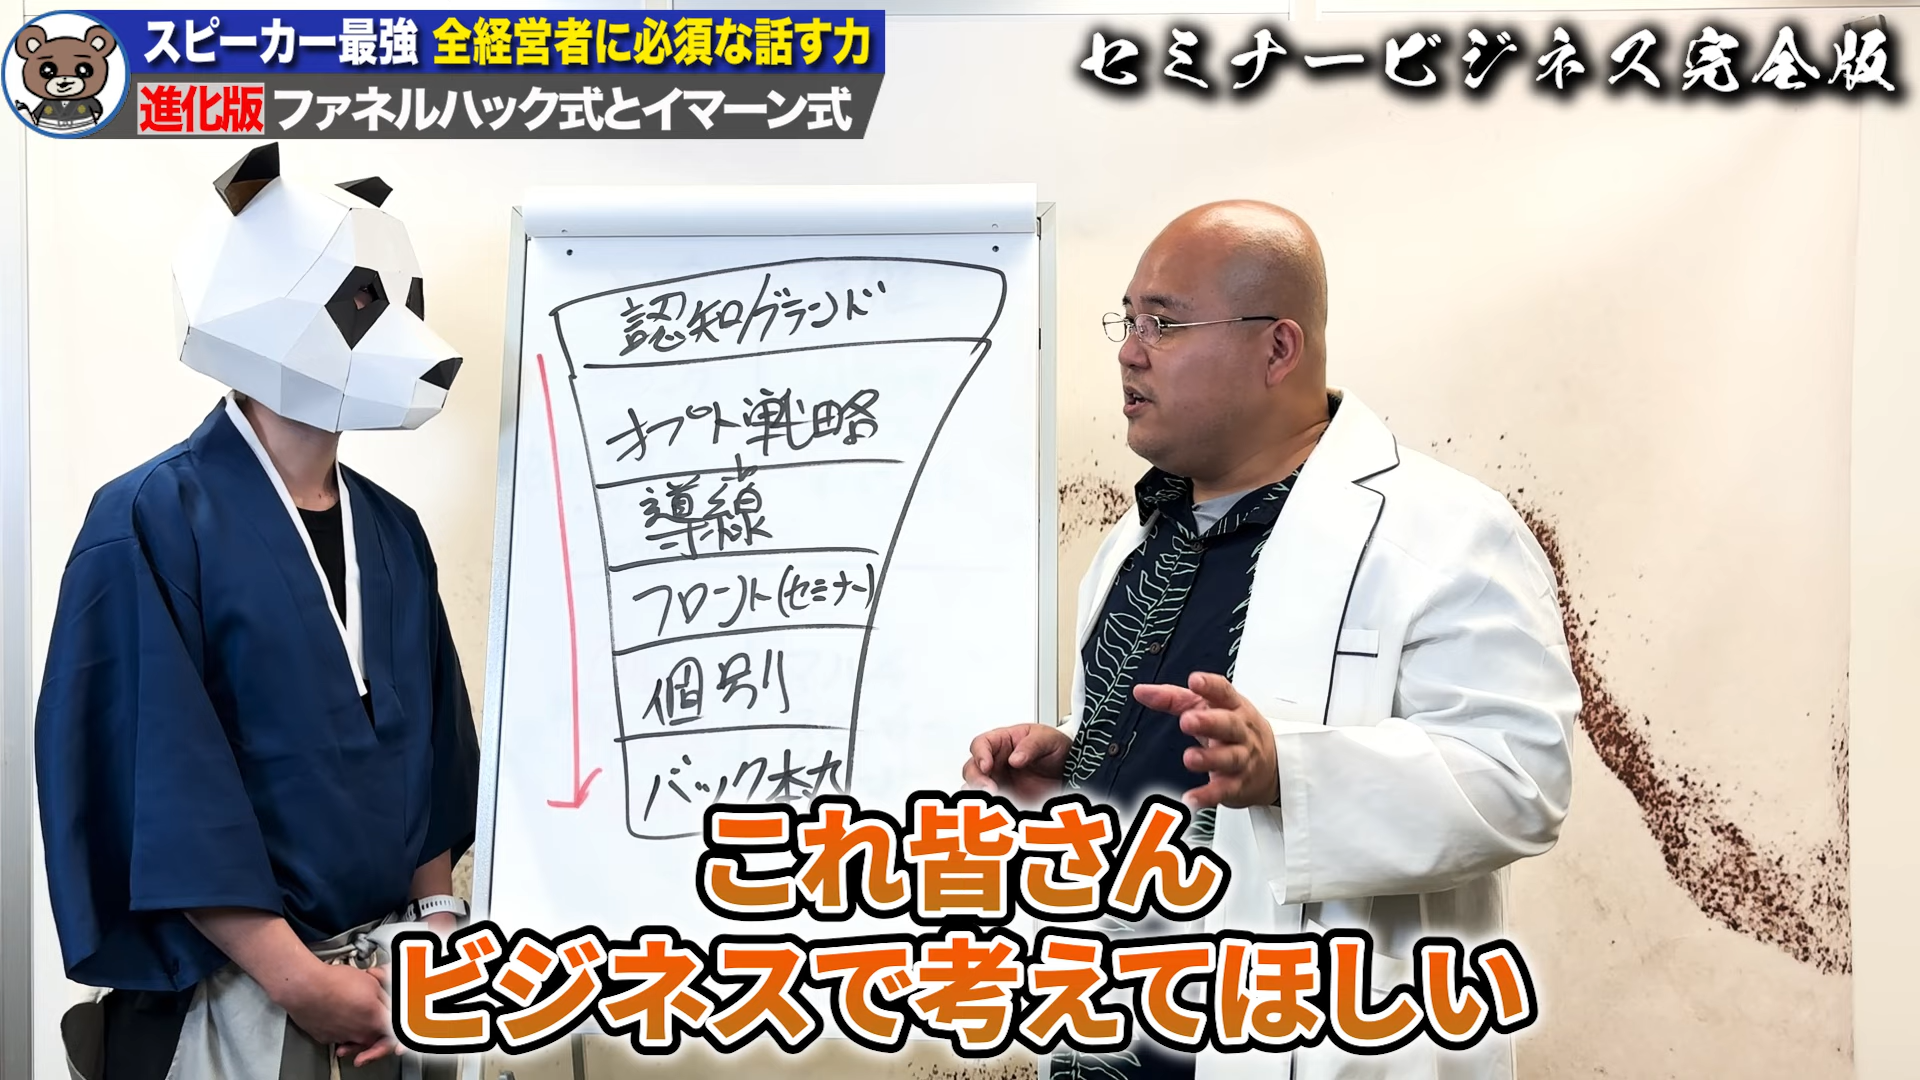 スピーカー最強 全経営者に必須な話す力
進化版 ファネルハック式とイマーン式
セミナービジネス完全版
認知/ブランド
オプト戦略
導線
フロント(セミナー)
個別
バック本丸
これ皆さん
ビジネスで考えてほしい